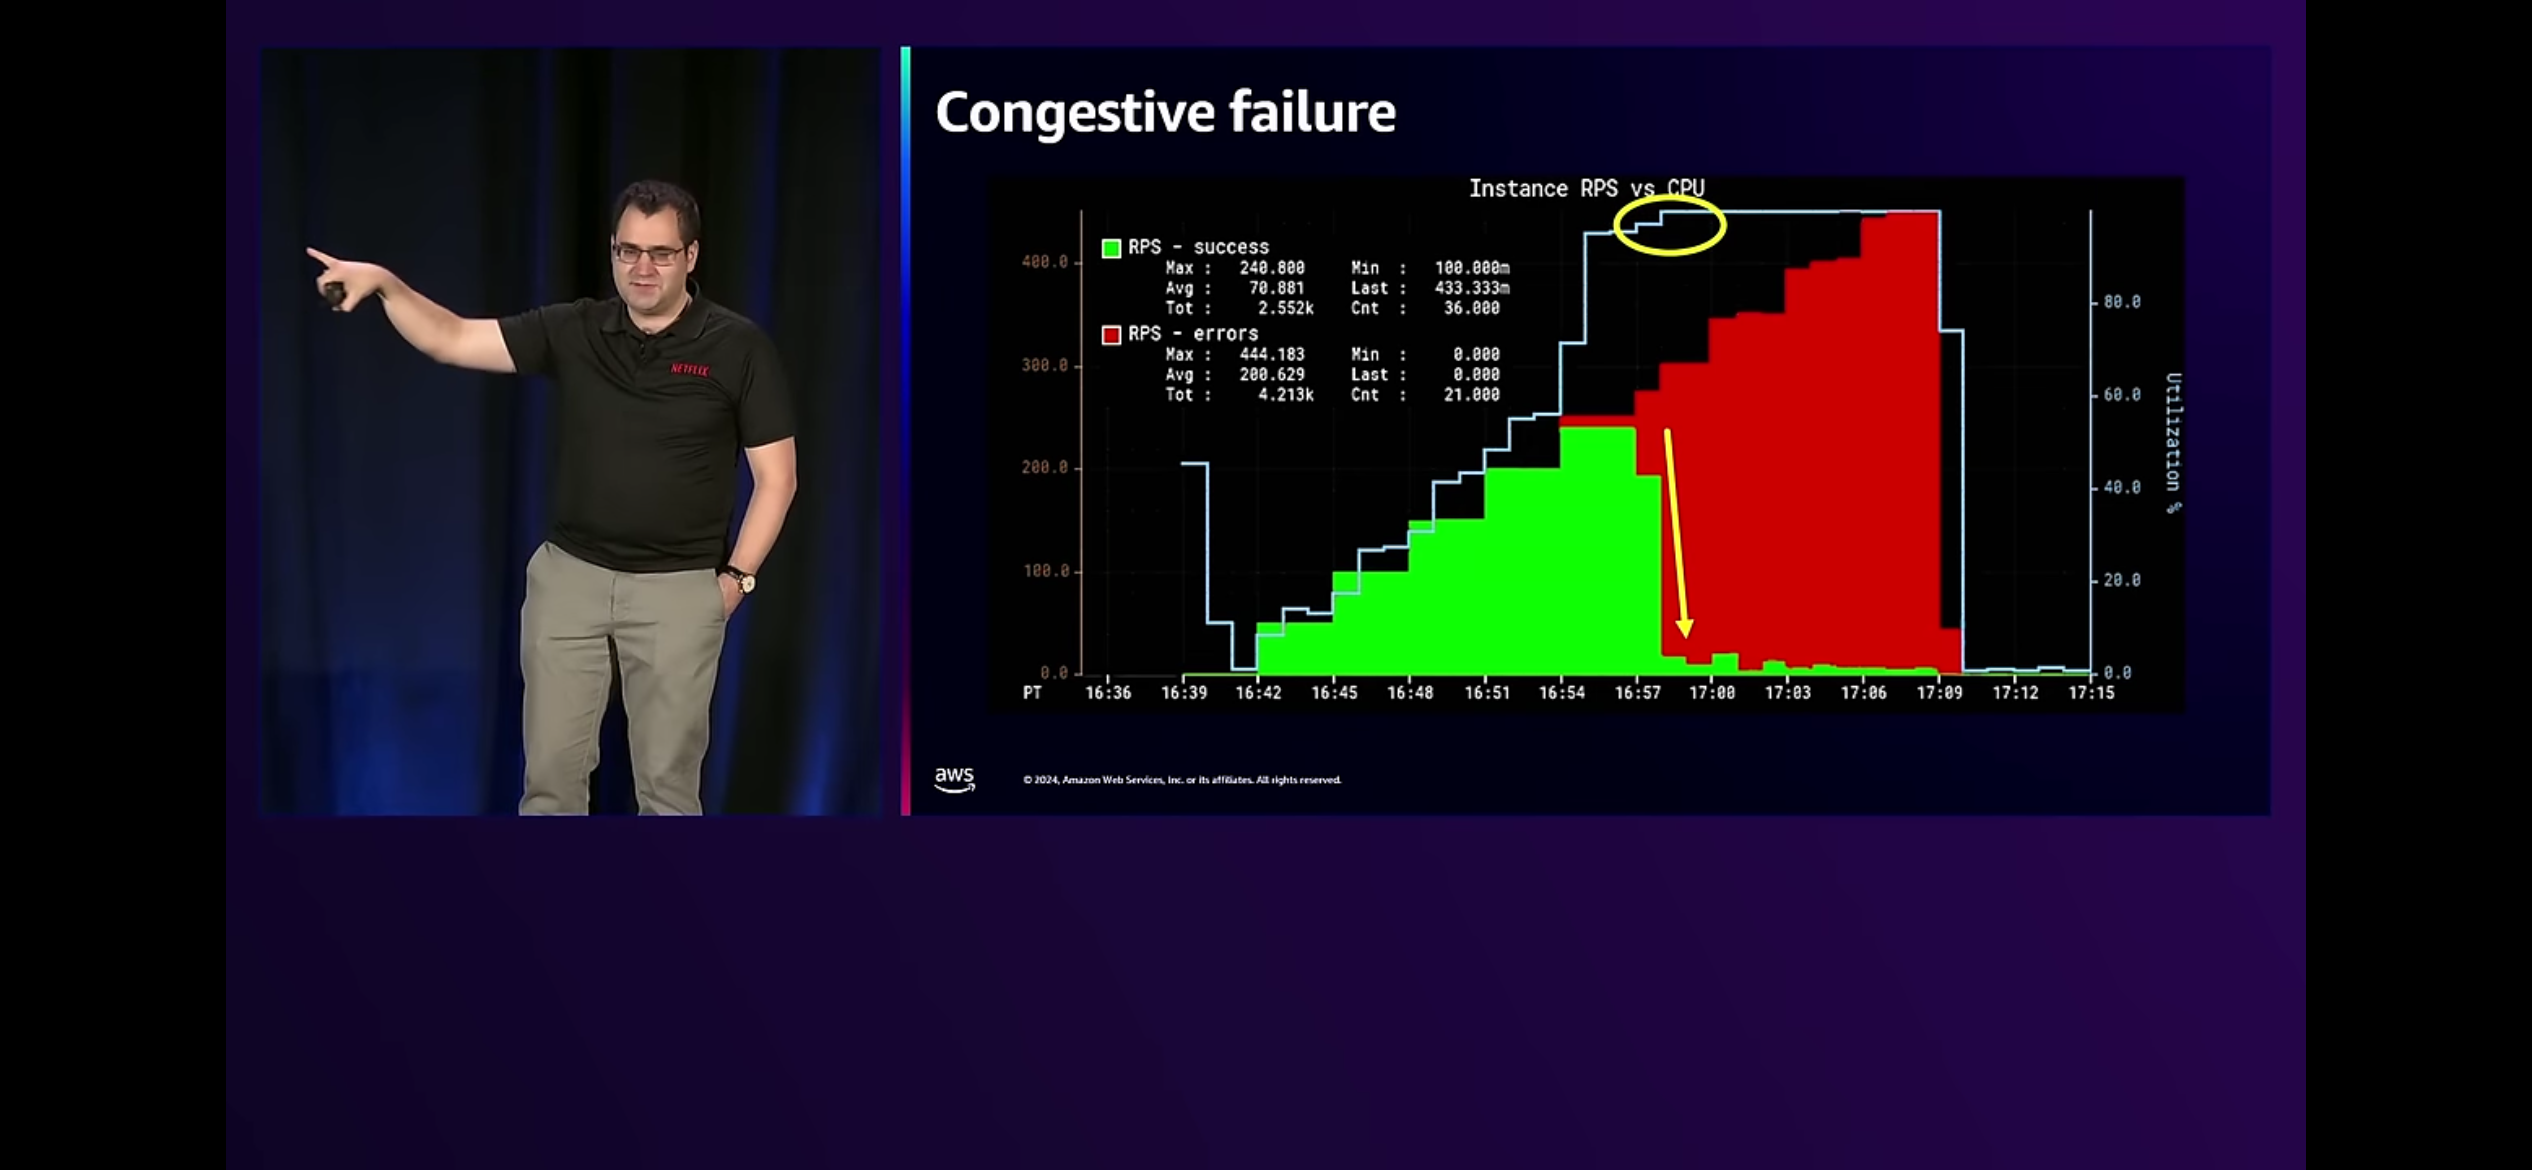 Congestive failure
Instance RPS vs CPU
RPS - success
Max : 240.800 Min : 100.000m
Avg : 70.881 Last : 433.333m
Tot : 2.552k Cnt : 36.000
RPS - errors
Max : 444.183 Min : 0.000
Avg : 200.629 Last : 0.000
Tot : 4.213k Cnt : 21.000
400.0
300.0
200.0
100.0
0.0
80.0
60.0
40.0
20.0
0.0
Utilization %
PT 16:36 16:39 16:42 16:45 16:48 16:51 16:54 16:57 17:00 17:03 17:06 17:09 17:12 17:15
NETFLIX
aws
© 2024, Amazon Web Services, Inc. or its affiliates. All rights reserved.